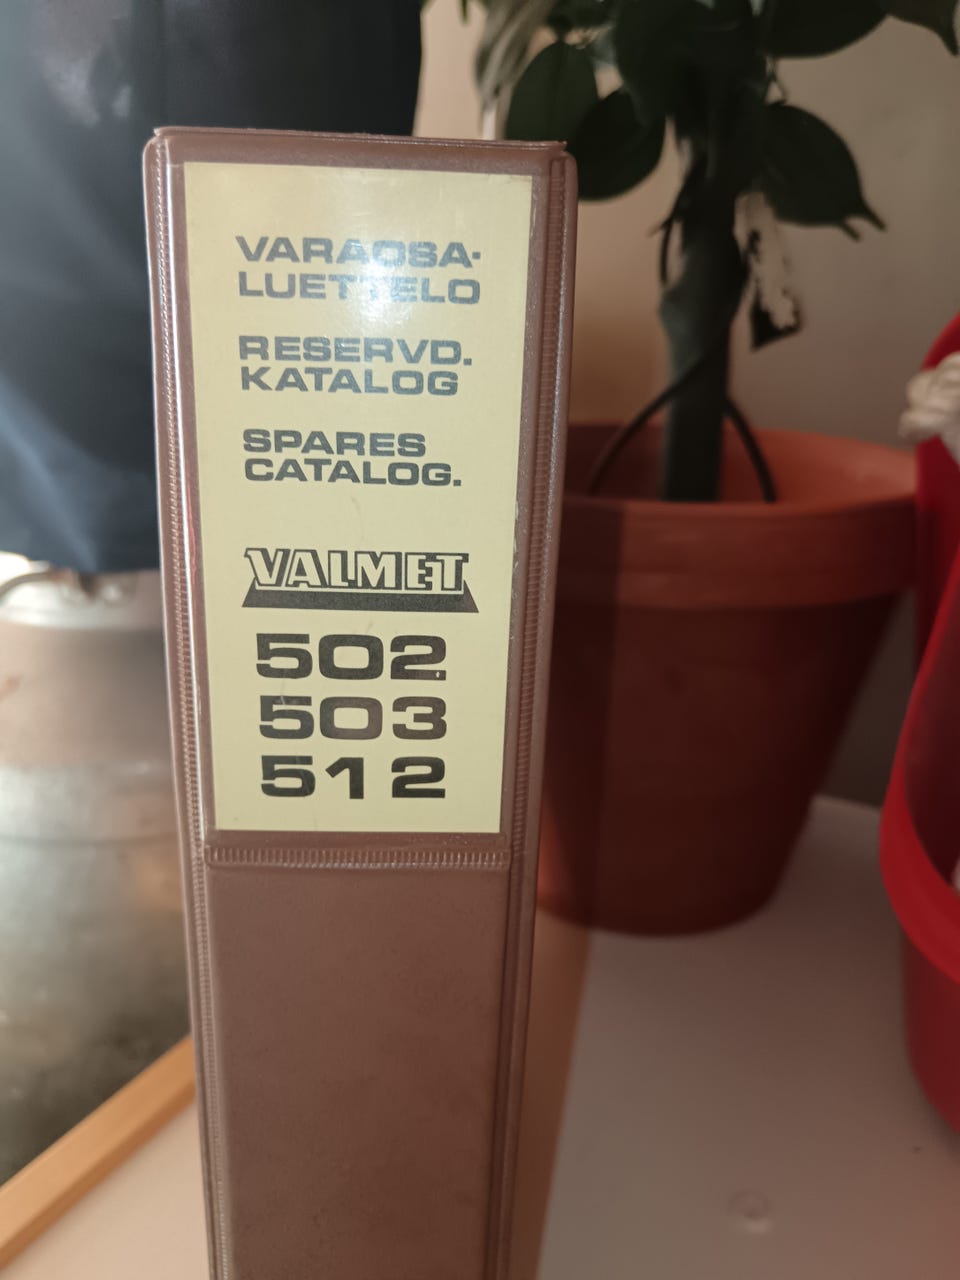 VARAOSA-
LUETTELO
RESERVD.
KATALOG
SPARES
CATALOG.
VALMET
502
503
512